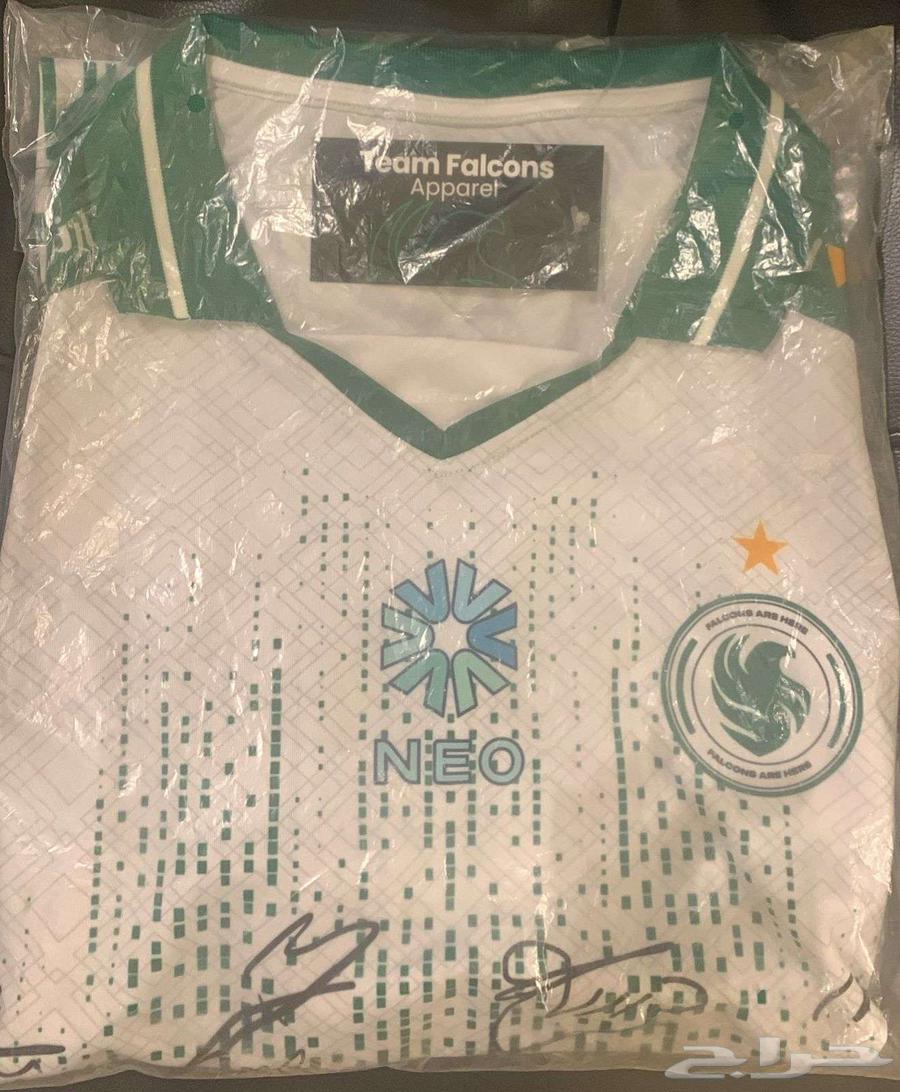 Team Falcons
Apparel
FALCONS ARE HERE
NEO
FALCONS ARE HERE
حراج